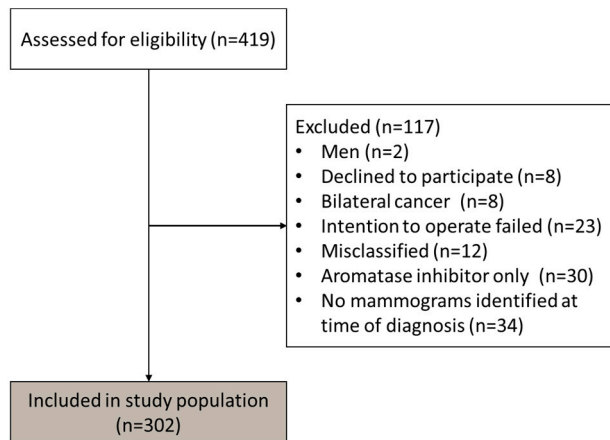 Assessed for eligibility (n=419)
Excluded (n=117)
• Men (n=2)
• Declined to participate (n=8)
• Bilateral cancer (n=8)
• Intention to operate failed (n=23)
• Misclassified (n=12)
• Aromatase inhibitor only (n=30)
• No mammograms identified at
time of diagnosis (n=34)
Included in study population
(n=302)